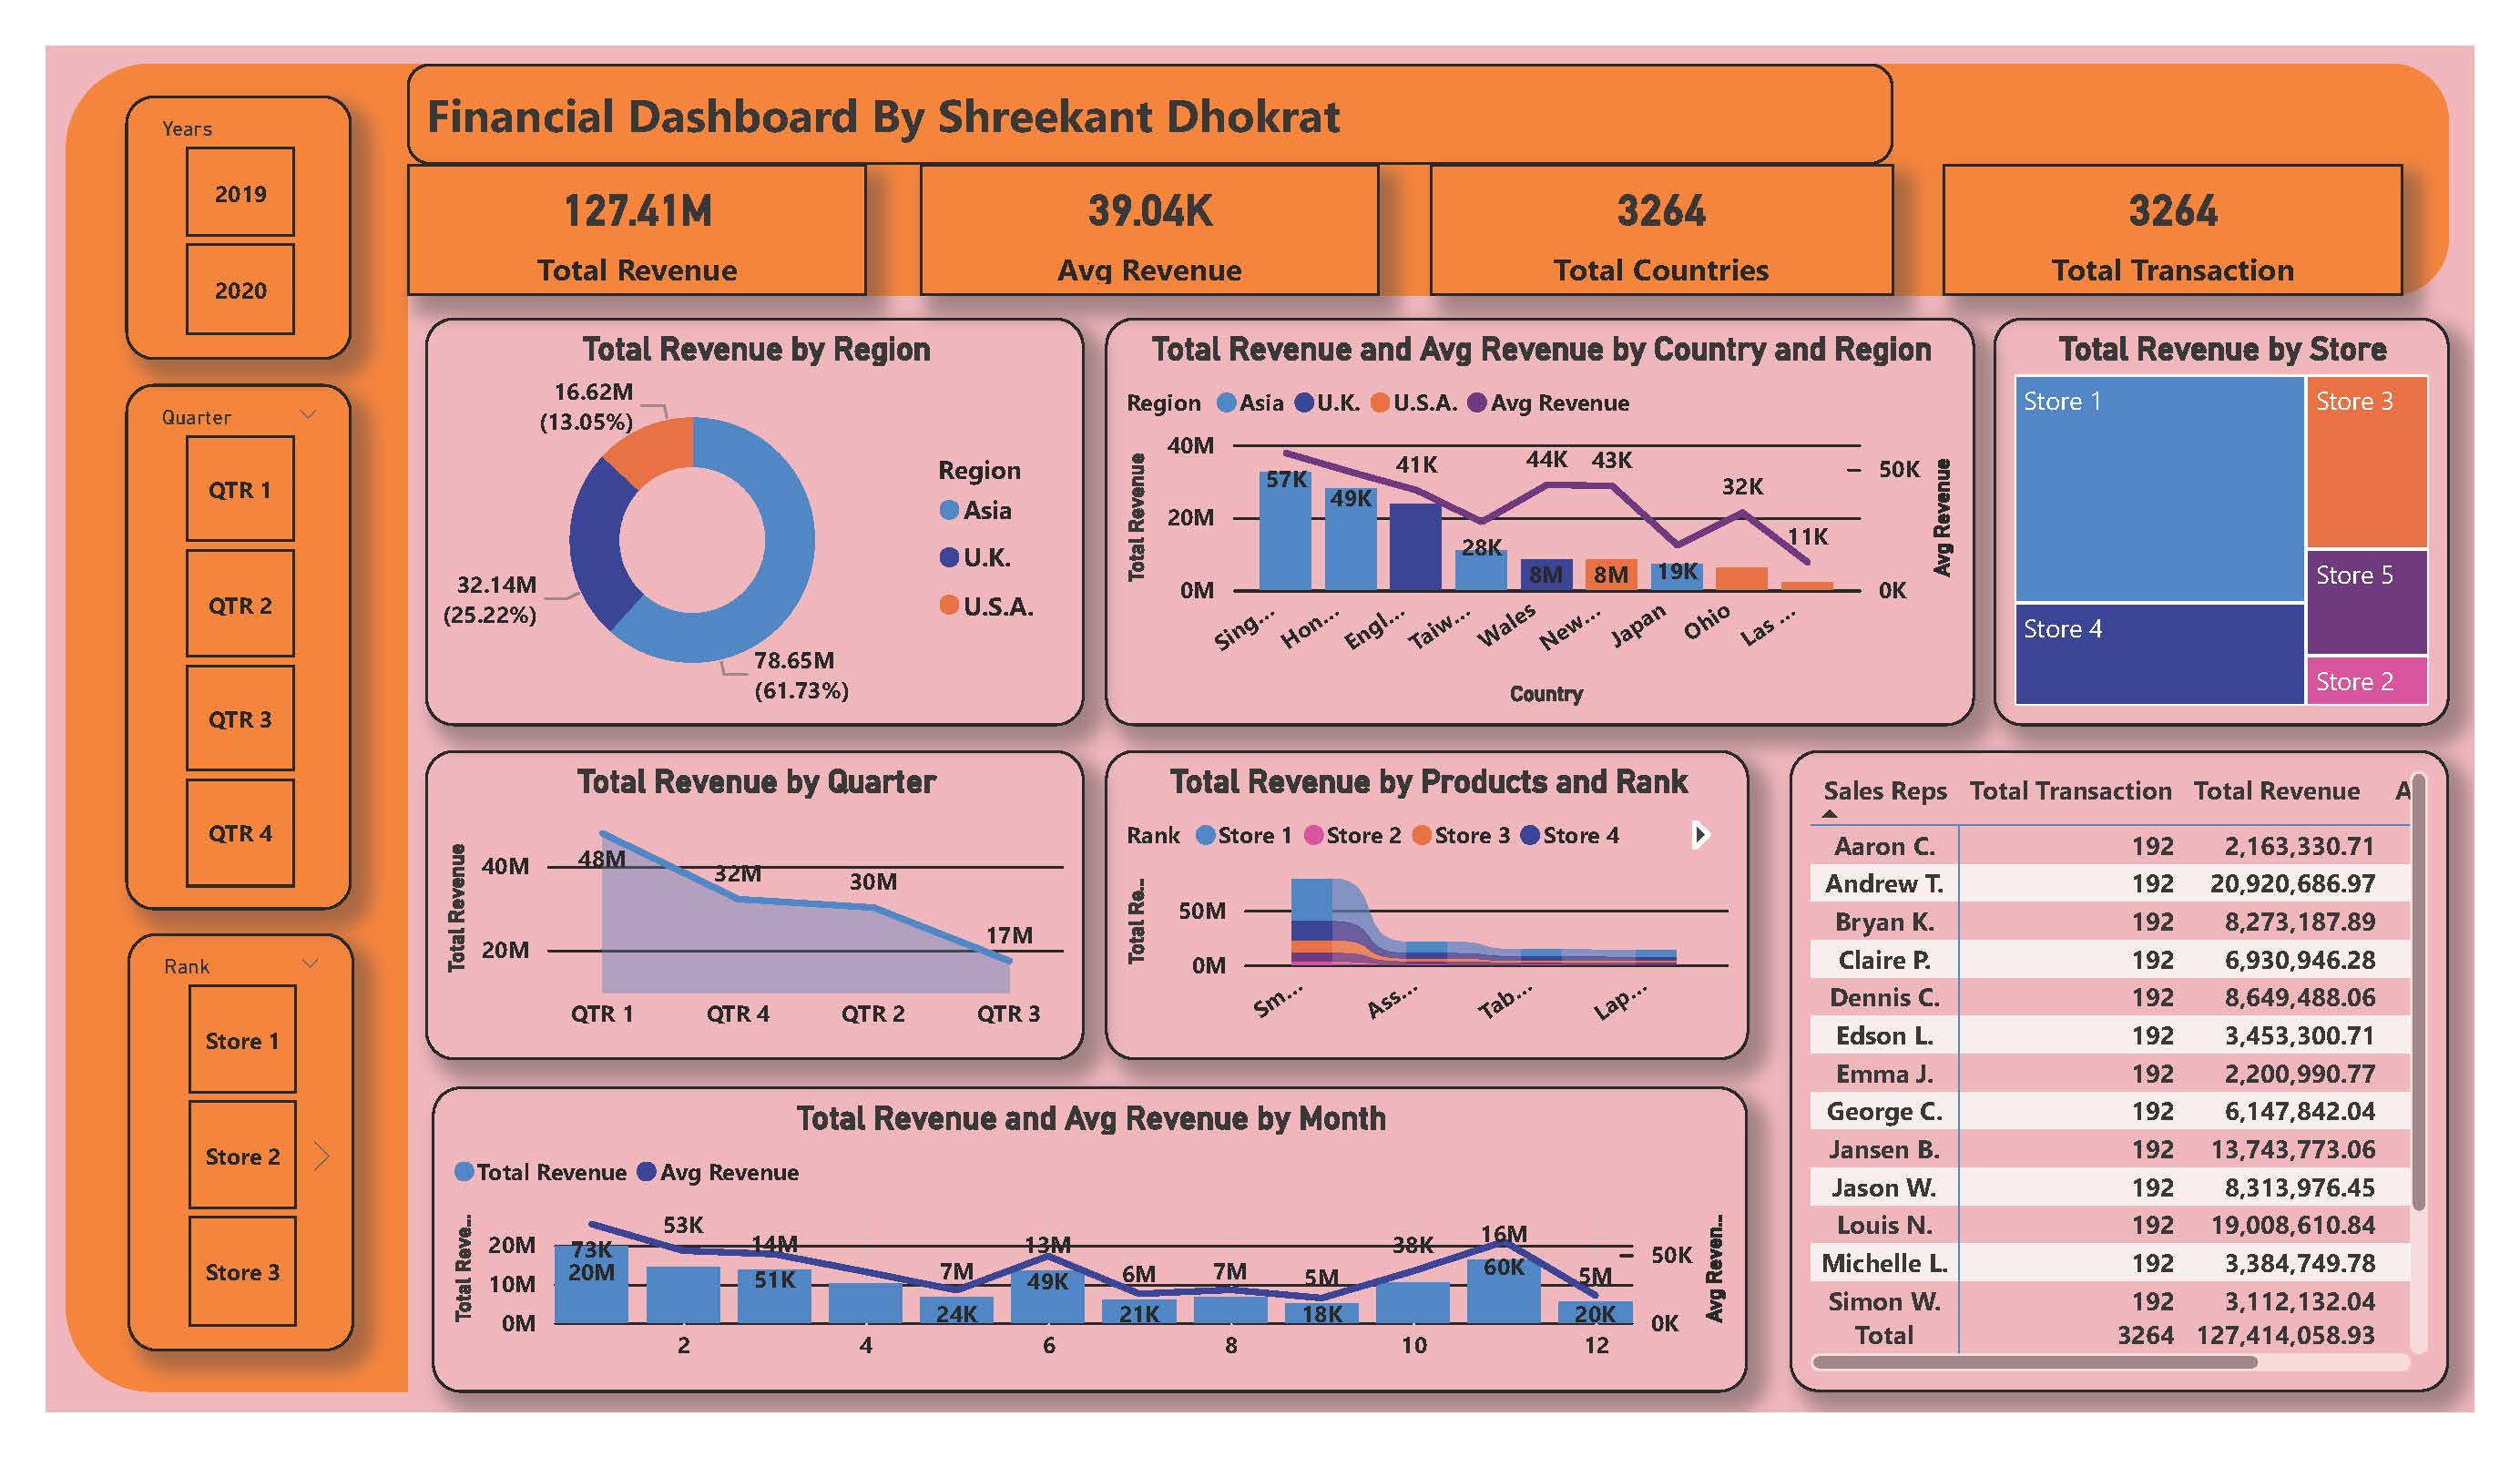 Financial Dashboard By Shreekant Dhokrat
Years
2019
2020
Quarter
QTR 1
QTR 2
QTR 3
QTR 4
Rank
Store 1
Store 2
Store 3
127.41M
Total Revenue
39.04K
Avg Revenue
3264
Total Countries
3264
Total Transaction
Total Revenue by Region
16.62M
(13.05%)
32.14M
(25.22%)
78.65M
(61.73%)
Region
Asia
U.K.
U.S.A.
Total Revenue and Avg Revenue by Country and Region
Region Asia U.K. U.S.A. Avg Revenue
Total Revenue
40M
20M
0M
57K
49K
41K
28K
44K
8M
43K
8M
19K
32K
11K
50K
0K
Avg Revenue
Sing... Hon... Engl... Taiw... Wales New... Japan Ohio Las ...
Country
Total Revenue by Store
Store 1
Store 3
Store 5
Store 4
Store 2
Total Revenue by Quarter
Total Revenue
40M
20M
48M
32M
30M
17M
QTR 1 QTR 4 QTR 2 QTR 3
Total Revenue by Products and Rank
Rank Store 1 Store 2 Store 3 Store 4
Total Re...
50M
0M
Sm... Ass... Tab... Lap...
Total Revenue and Avg Revenue by Month
Total Revenue Avg Revenue
Total Reve...
20M
10M
0M
73K
20M
53K
14M
51K
7M
24K
13M
49K
6M
21K
7M
5M
18K
38K
16M
60K
5M
20K
50K
0K
Avg Reven...
2 4 6 8 10 12
Sales Reps Total Transaction Total Revenue A
Aaron C. 192 2,163,330.71
Andrew T. 192 20,920,686.97
Bryan K. 192 8,273,187.89
Claire P. 192 6,930,946.28
Dennis C. 192 8,649,488.06
Edson L. 192 3,453,300.71
Emma J. 192 2,200,990.77
George C. 192 6,147,842.04
Jansen B. 192 13,743,773.06
Jason W. 192 8,313,976.45
Louis N. 192 19,008,610.84
Michelle L. 192 3,384,749.78
Simon W. 192 3,112,132.04
Total 3264 127,414,058.93